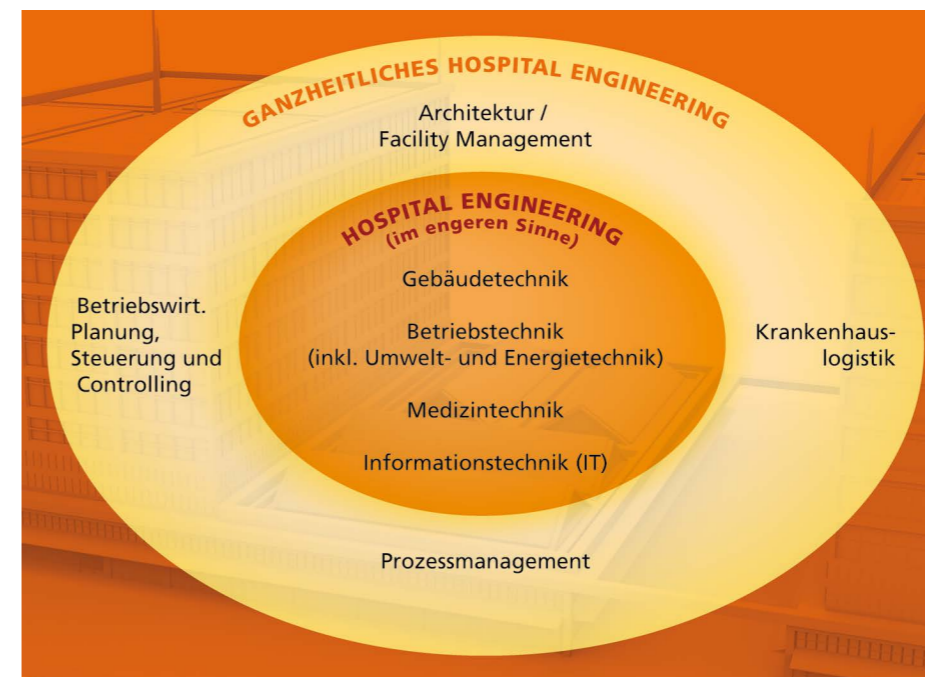 GANZHEITLICHES HOSPITAL ENGINEERING
Architektur /
Facility Management
HOSPITAL ENGINEERING
(im engeren Sinne)
Gebäudetechnik
Betriebstechnik
(inkl. Umwelt- und Energietechnik)
Medizintechnik
Informationstechnik (IT)
Betriebswirt.
Planung,
Steuerung und
Controlling
Krankenhaus-
logistik
Prozessmanagement